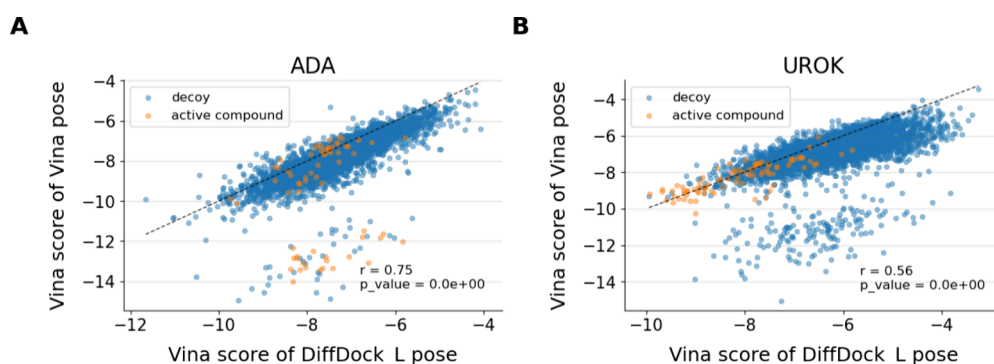 A
B
ADA
Vina score of Vina pose
−4
−6
−8
−10
−12
−14
decoy
active compound
r = 0.75
p_value = 0.0e+00
−12
−10
−8
−6
−4
Vina score of DiffDock_L pose
UROK
Vina score of Vina pose
−4
−6
−8
−10
−12
−14
decoy
active compound
r = 0.56
p_value = 0.0e+00
−10
−8
−6
−4
Vina score of DiffDock_L pose